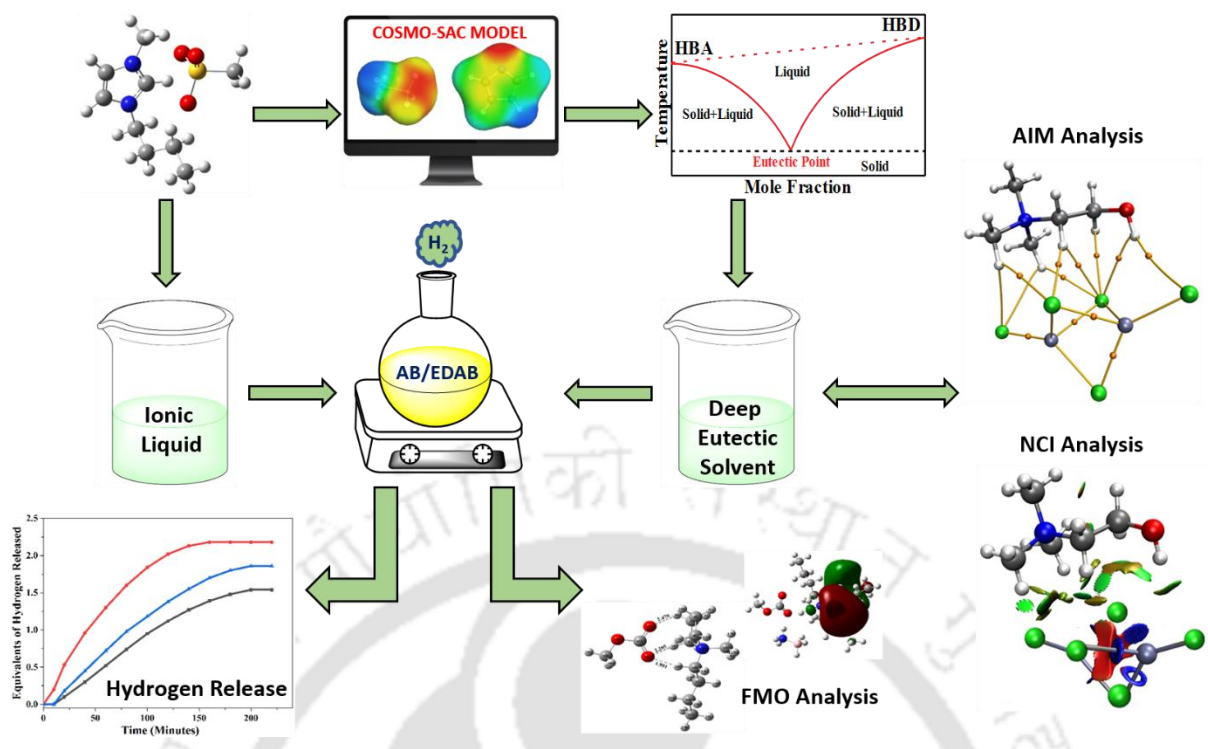 COSMO-SAC MODEL
HBA
HBD
Temperature
Liquid
Solid+Liquid
Solid+Liquid
Eutectic Point
Solid
Mole Fraction
AIM Analysis
H2
AB/EDAB
Ionic
Liquid
Deep
Eutectic
Solvent
NCI Analysis
Equivalents of Hydrogen Released
2.5
2.0
1.5
1.0
0.5
0.0
0
50
100
150
200
Time (Minutes)
Hydrogen Release
FMO Analysis